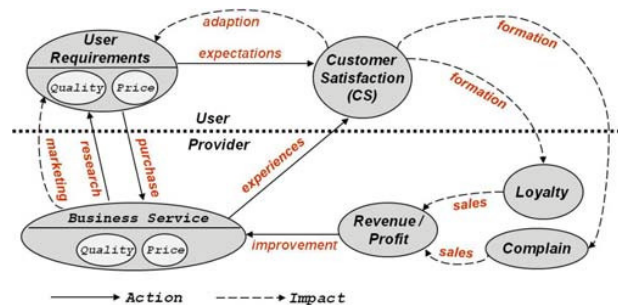 adaption
formation
User
Requirements
expectations
Customer
Satisfaction
(CS)
Quality
Price
formation
User
Provider
marketing
research
purchase
experiences
Loyalty
sales
Business Service
Revenue /
Profit
improvement
Quality
Price
sales
Complain
Action
Impact